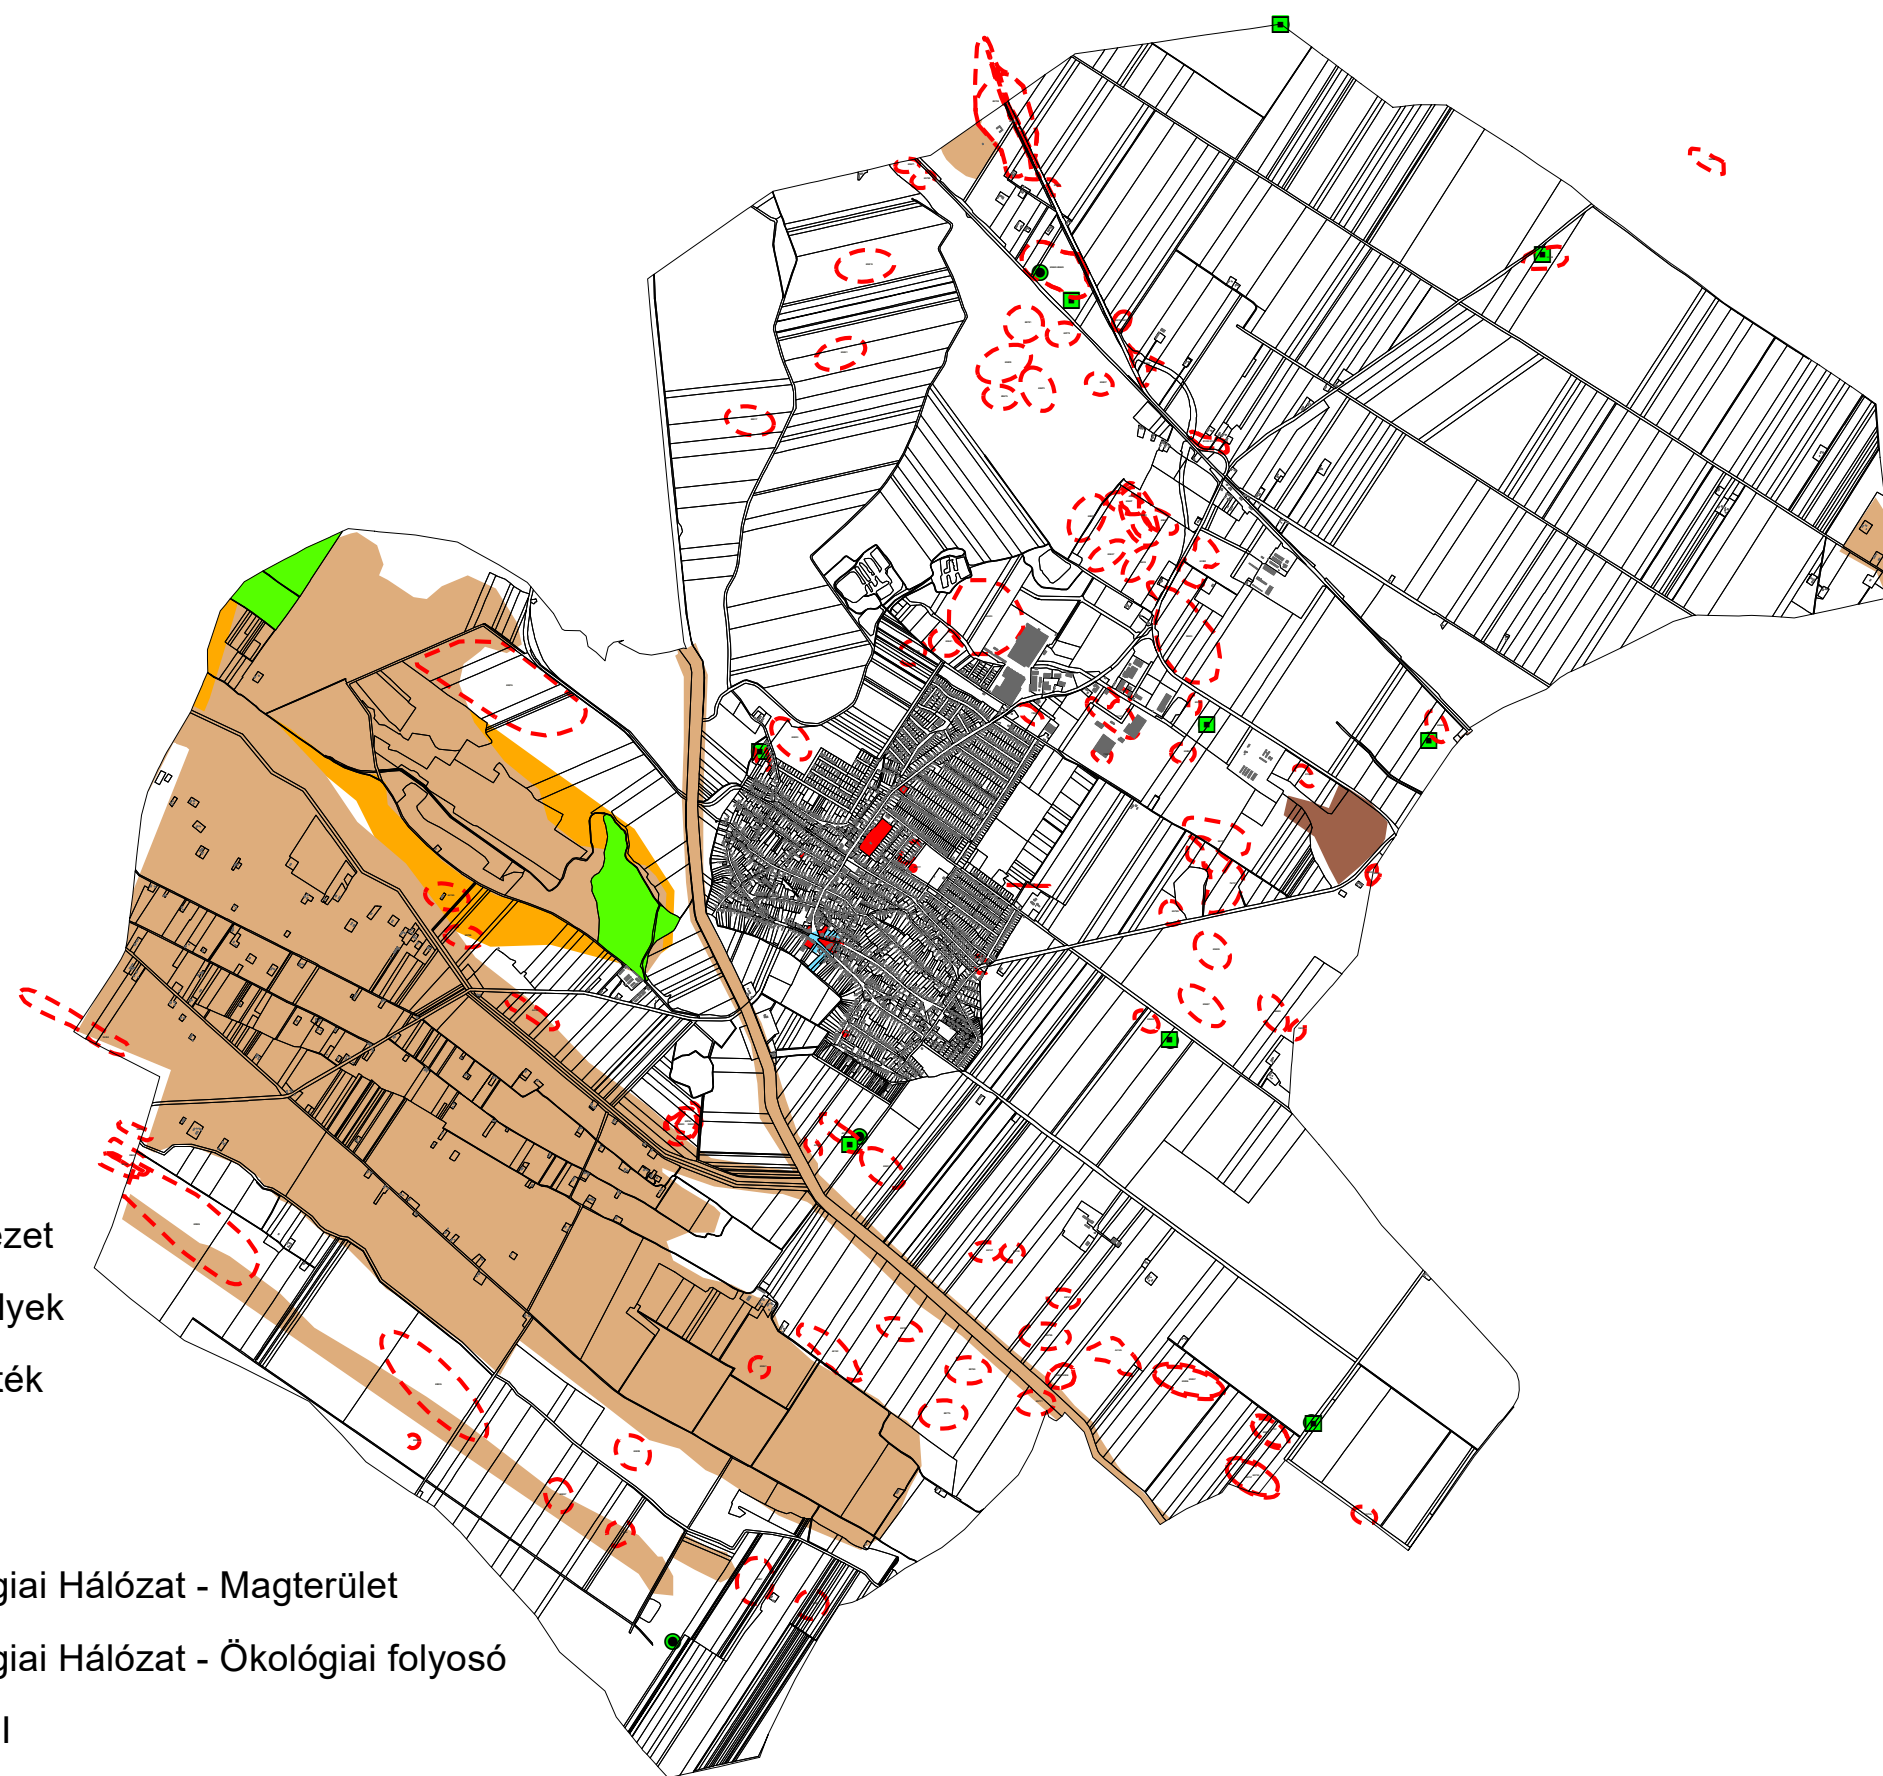 ezet
lyek
ték
giai Hálózat - Magterület
giai Hálózat - Ökológiai folyosó
l